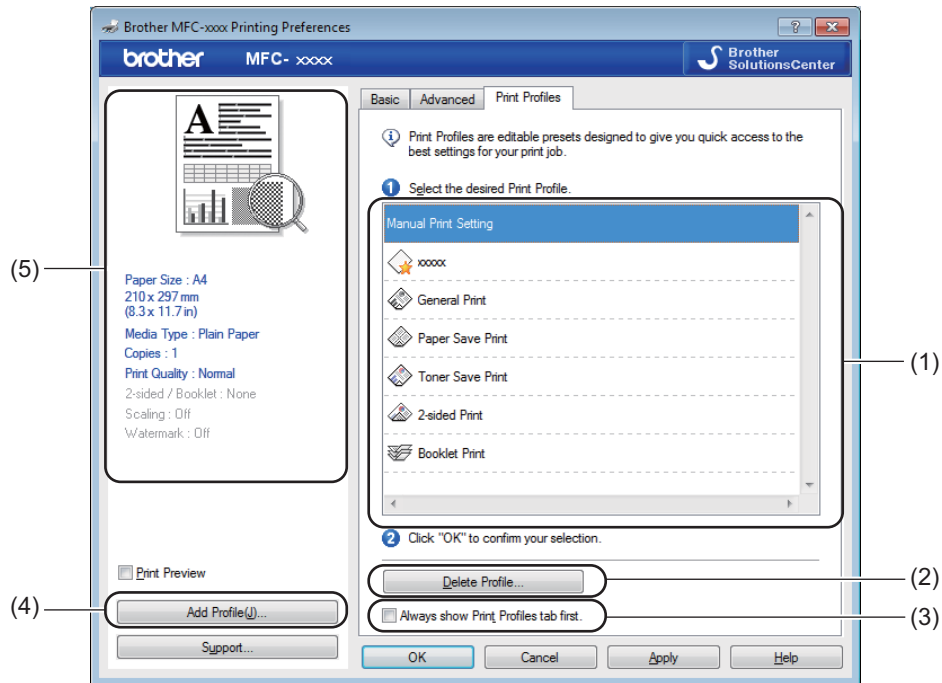 Brother MFC-xxxx Printing Preferences
brother MFC- xxxx
Brother
SolutionsCenter
Basic Advanced Print Profiles
Print Profiles are editable presets designed to give you quick access to the
best settings for your print job.
1 Select the desired Print Profile.
Manual Print Setting
xxxxx
General Print
Paper Save Print
Toner Save Print
2-sided Print
Booklet Print
(1)
2 Click "OK" to confirm your selection.
Delete Profile...
(2)
Always show Print Profiles tab first.
(3)
A
(5)
Paper Size : A4
210 x 297 mm
(8.3 x 11.7 in)
Media Type : Plain Paper
Copies : 1
Print Quality : Normal
2-sided / Booklet : None
Scaling : Off
Watermark : Off
Print Preview
(4)
Add Profile(J)...
Support...
OK Cancel Apply Help